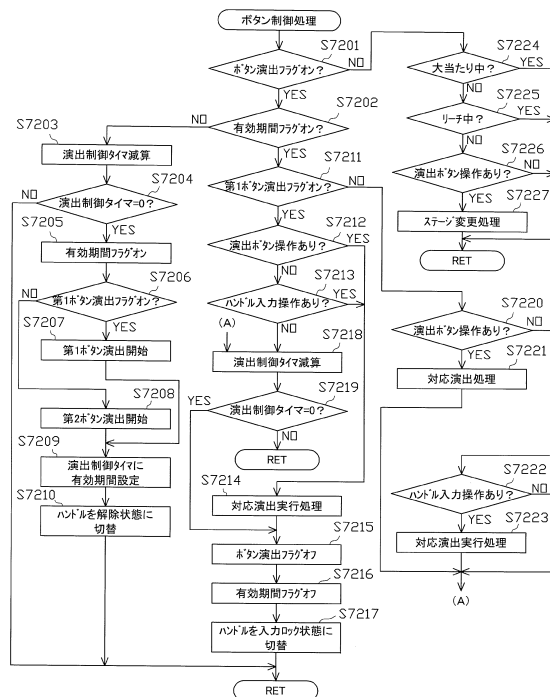 ボタン制御処理
S7201
ボタン演出フラグオン?
NO
YES
S7202
有効期間フラグオン?
NO
YES
S7203
演出制御タイマ減算
S7204
演出制御タイマ=0?
NO
YES
S7205
有効期間フラグオン
S7206
第1ボタン演出フラグオン?
NO
YES
S7207
第1ボタン演出開始
S7208
第2ボタン演出開始
S7209
演出制御タイマに
有効期間設定
S7210
ハンドルを解除状態に
切替
S7211
第1ボタン演出フラグオン?
NO
YES
S7212
演出ボタン操作あり?
YES
NO
S7213
ハンドル入力操作あり?
YES
NO
(A)
S7218
演出制御タイマ減算
S7219
演出制御タイマ=0?
YES
NO
RET
S7214
対応演出実行処理
S7215
ボタン演出フラグオフ
S7216
有効期間フラグオフ
S7217
ハンドルを入力ロック状態に
切替
RET
S7224
大当たり中?
YES
NO
S7225
リーチ中?
YES
NO
S7226
演出ボタン操作あり?
NO
YES
S7227
ステージ変更処理
RET
S7220
演出ボタン操作あり?
NO
YES
S7221
対応演出処理
S7222
ハンドル入力操作あり?
NO
YES
S7223
対応演出実行処理
(A)